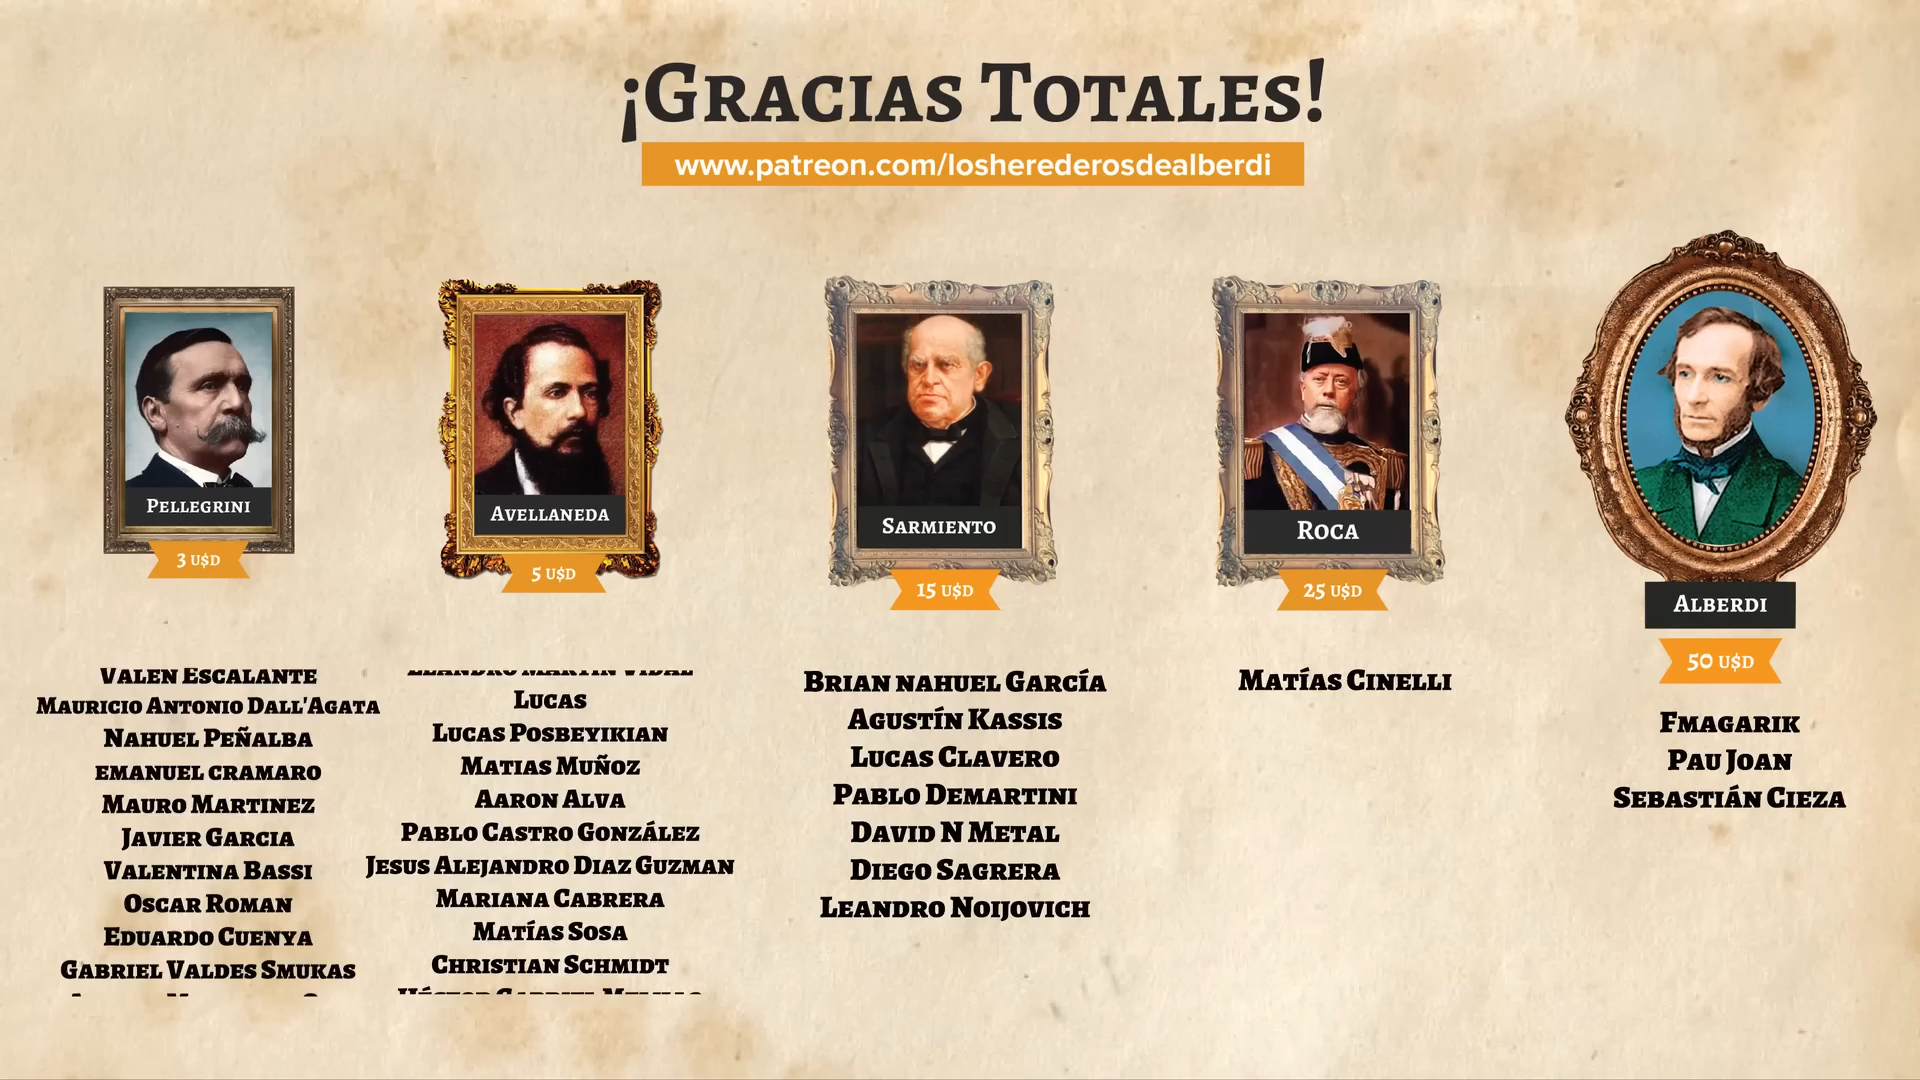 ¡Gracias Totales!
www.patreon.com/losherederosdealberdi
Pellegrini
3 U$D
Valen Escalante
Mauricio Antonio Dall'Agata
Nahuel Peñalba
emanuel cramaro
Mauro Martinez
Javier Garcia
Valentina Bassi
Oscar Roman
Eduardo Cuenya
Gabriel Valdes Smukas
Avellaneda
5 U$D
Leandro Martin Vidal
Lucas
Lucas Posbeyikian
Matias Muñoz
Aaron Alva
Pablo Castro González
Jesus Alejandro Diaz Guzman
Mariana Cabrera
Matías Sosa
Christian Schmidt
Sarmiento
15 U$D
Brian nahuel García
Agustín Kassis
Lucas Clavero
Pablo Demartini
David N Metal
Diego Sagrera
Leandro Noijovich
Roca
25 U$D
Matías Cinelli
Alberdi
50 U$D
Fmagarik
Pau Joan
Sebastián Cieza